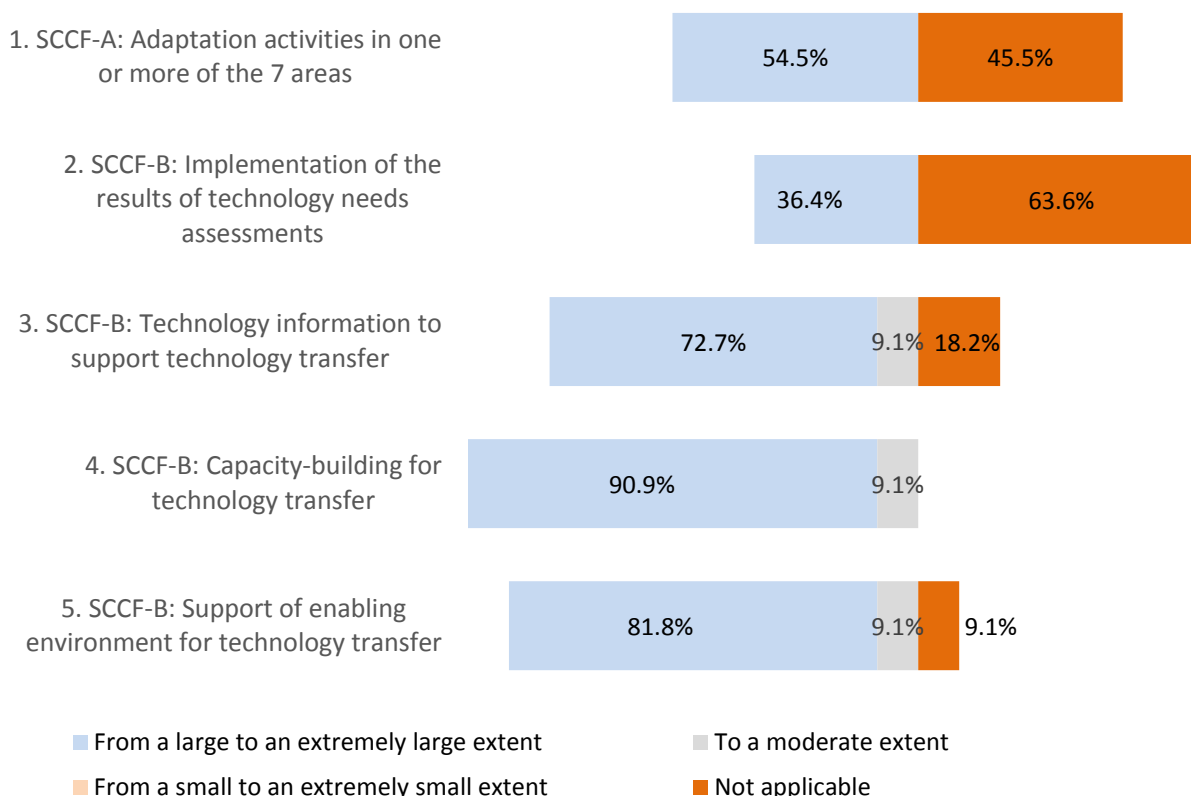 1. SCCF-A: Adaptation activities in one
or more of the 7 areas
54.5%
45.5%
2. SCCF-B: Implementation of the
results of technology needs
assessments
36.4%
63.6%
3. SCCF-B: Technology information to
support technology transfer
72.7%
9.1%
18.2%
4. SCCF-B: Capacity-building for
technology transfer
90.9%
9.1%
5. SCCF-B: Support of enabling
environment for technology transfer
81.8%
9.1%
9.1%
From a large to an extremely large extent
To a moderate extent
From a small to an extremely small extent
Not applicable